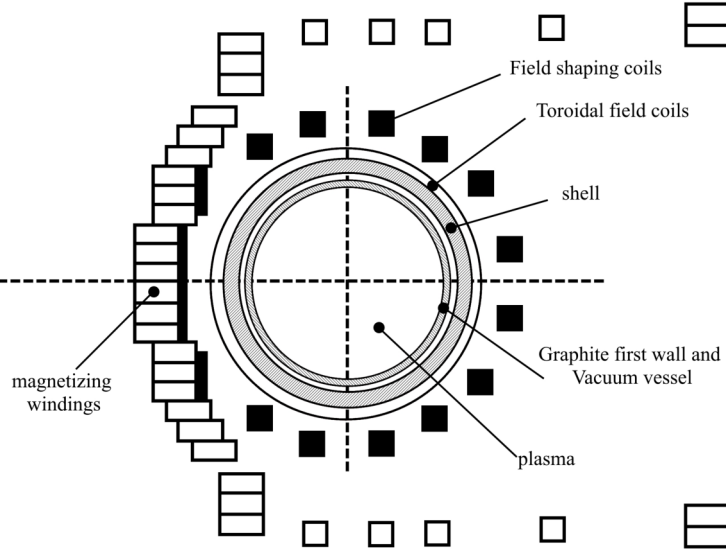 Field shaping coils
Toroidal field coils
shell
Graphite first wall and
Vacuum vessel
magnetizing
windings
plasma